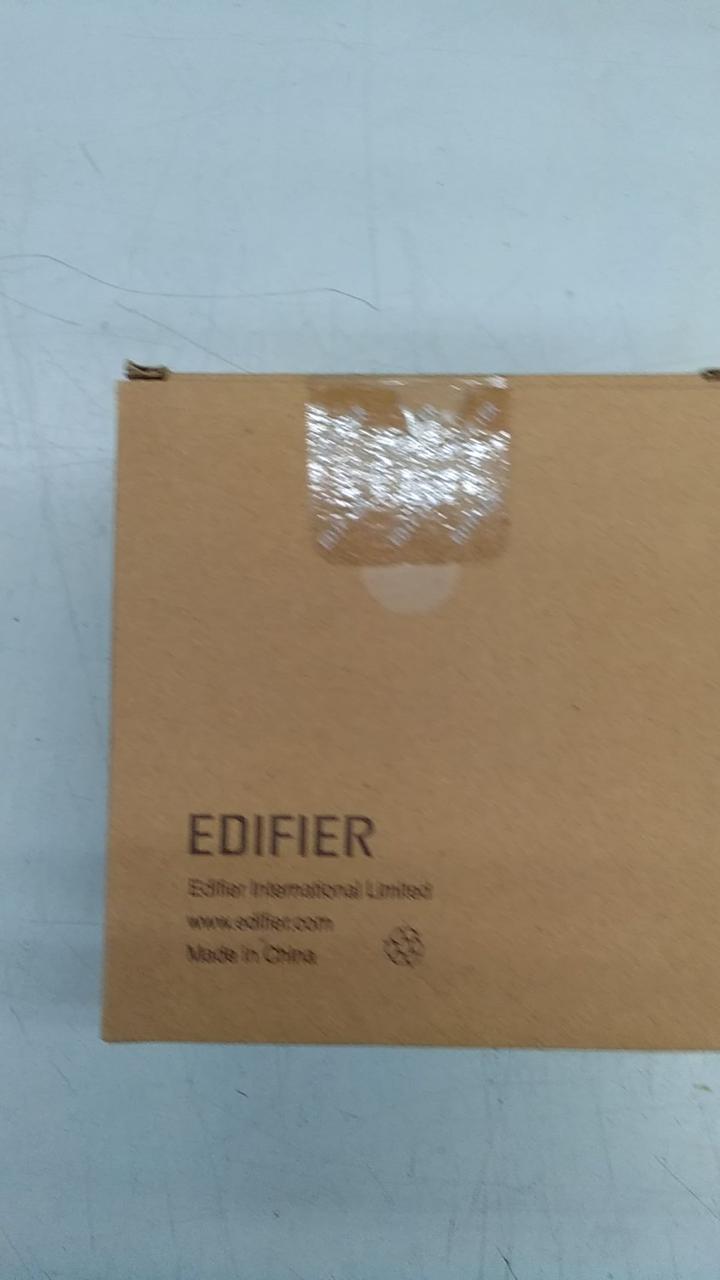 EDIFIER
Edifier International Limited
www.edifier.com
Made in China